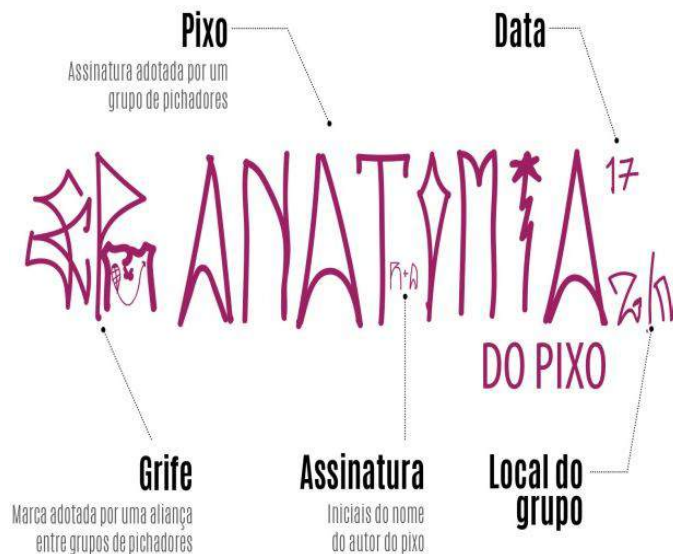 Pixo
Assinatura adotada por um
grupo de pichadores
Data
ANATOMIA
17
R+A
zn
DO PIXO
Grife
Marca adotada por uma aliança
entre grupos de pichadores
Assinatura
Iniciais do nome
do autor do pixo
Local do
grupo